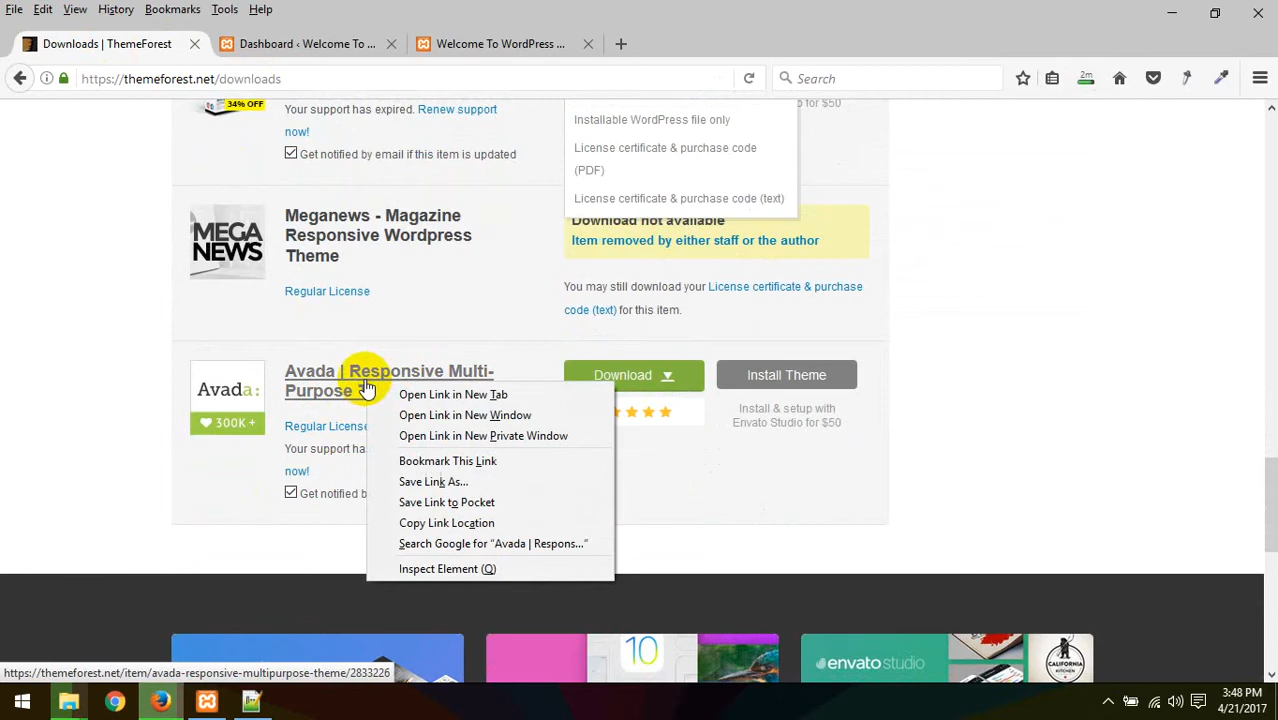 File Edit View History Bookmarks Tools Help
Downloads | ThemeForest
Dashboard ‹ Welcome To ...
Welcome To WordPress ...
https://themeforest.net/downloads
Search
2m
34% OFF
Your support has expired. Renew support
now!
Get notified by email if this item is updated
Installable WordPress file only
License certificate & purchase code
(PDF)
License certificate & purchase code (text)
for $50
MEGA
NEWS
Meganews - Magazine
Responsive Wordpress
Theme
Regular License
Download not available
Item removed by either staff or the author
You may still download your License certificate & purchase
code (text) for this item.
Avada:
300K+
Avada | Responsive Multi-
Purpose
Regular License
Your support ha
now!
Get notified b
Download
Install Theme
Install & setup with
Envato Studio for $50
Open Link in New Tab
Open Link in New Window
Open Link in New Private Window
Bookmark This Link
Save Link As...
Save Link to Pocket
Copy Link Location
Search Google for “Avada | Respons...”
Inspect Element (Q)
10
envato studio
CALIFORNIA
KITCHEN
https://themeforest.net/item/avada-responsive-multipurpose-theme/2833226
3:48 PM
4/21/2017